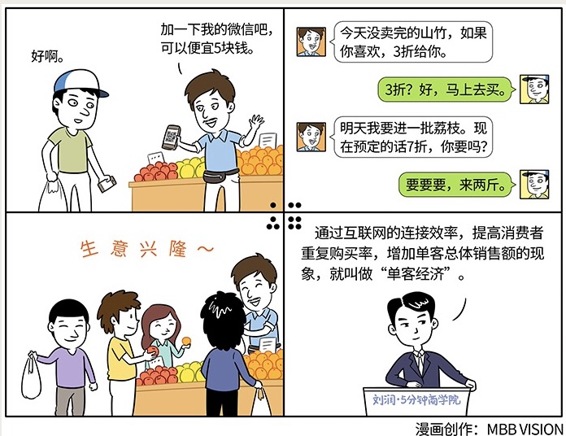 好啊。
加一下我的微信吧，
可以便宜5块钱。
今天没卖完的山竹，如果
你喜欢，3折给你。
3折？好，马上去买。
明天我要进一批荔枝。现
在预定的话7折，你要吗？
要要要，来两斤。
生意兴隆～
通过互联网的连接效率，提高消费者
重复购买率，增加单客总体销售额的现
象，就叫做“单客经济”。
刘润·5分钟商学院
漫画创作：MBB VISION